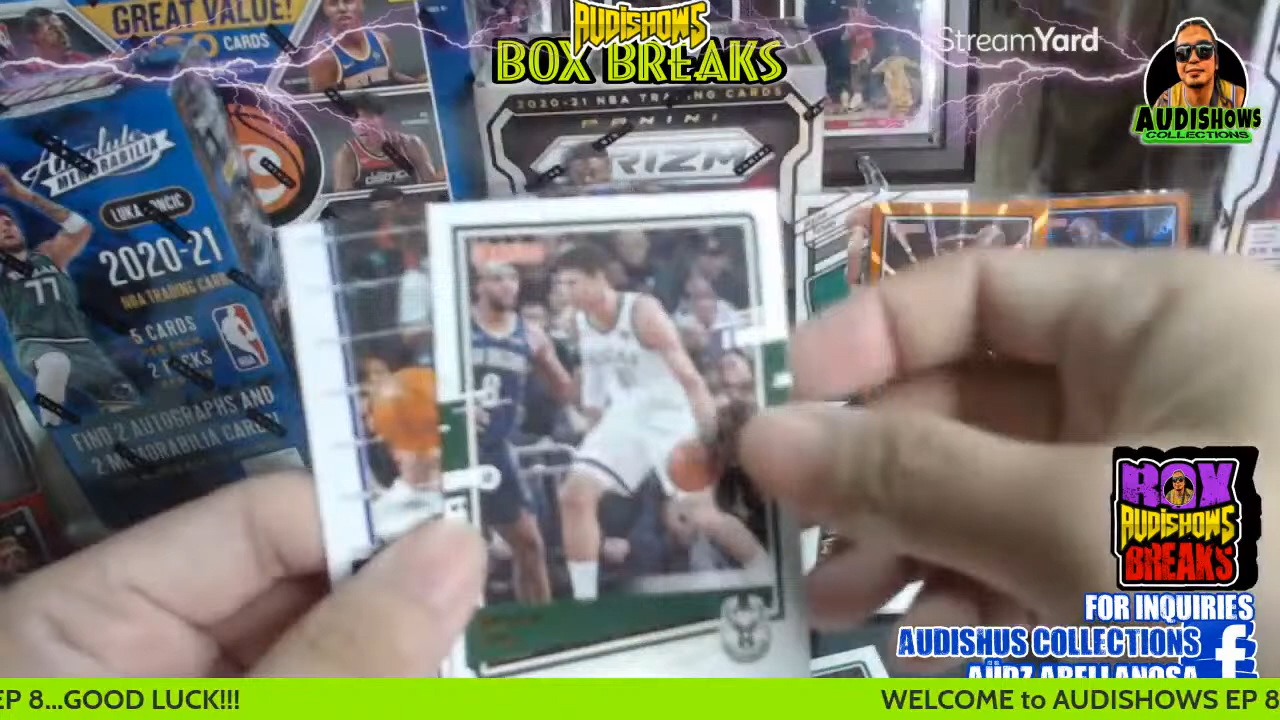 GREAT VALUE!
CARDS
AUDISHOWS
BOX BREAKS
StreamYard
AUDISHOWS
COLLECTIONS
2020-21 NBA TRADING CARDS
PANINI
PRIZM
Absolute
MEMORABILIA
2020-21
NBA TRADING CARDS
5 CARDS
2 PACKS
77
FIND 2 AUTOGRAPHS AND
2 MEMORABILIA CARDS
8
BOX
AUDISHOWS
BREAKS
FOR INQUIRIES
AUDISHUS COLLECTIONS
f
EP 8...GOOD LUCK!!!
WELCOME to AUDISHOWS EP 8